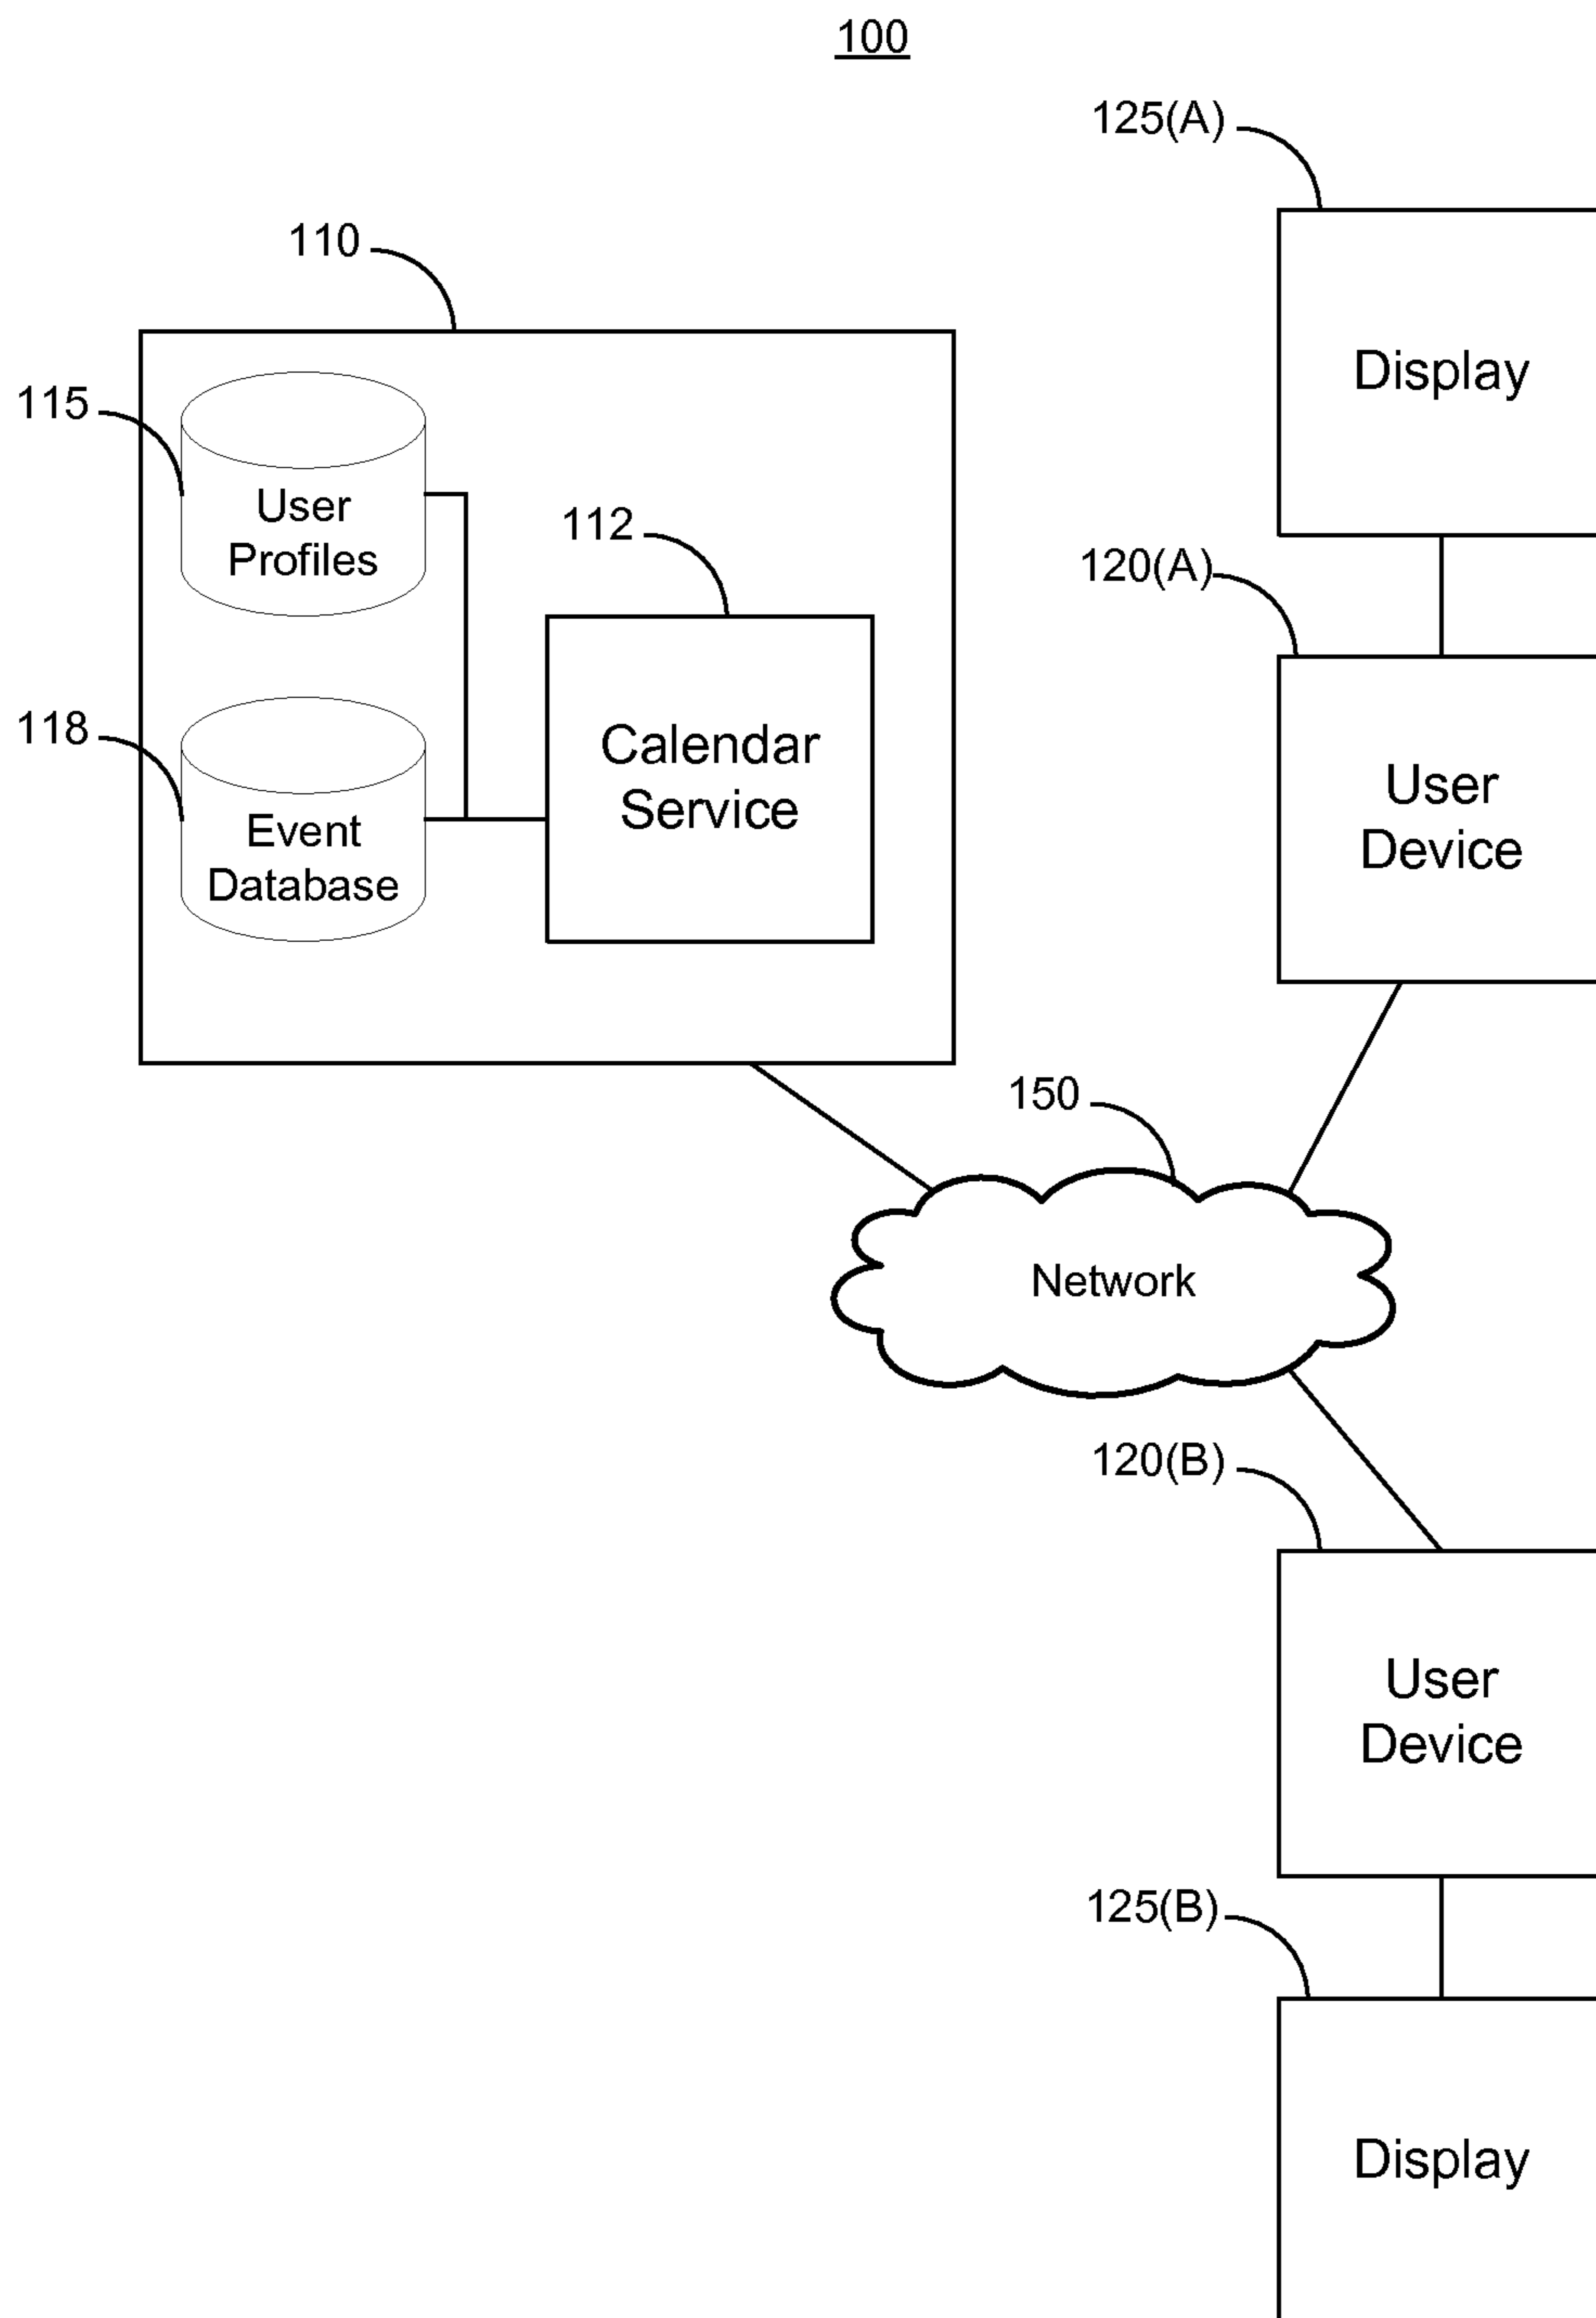 100
125(A)
110
Display
115
User
Profiles
112
120(A)
118
Calendar
Service
Event
Database
User
Device
150
Network
120(B)
User
Device
125(B)
Display